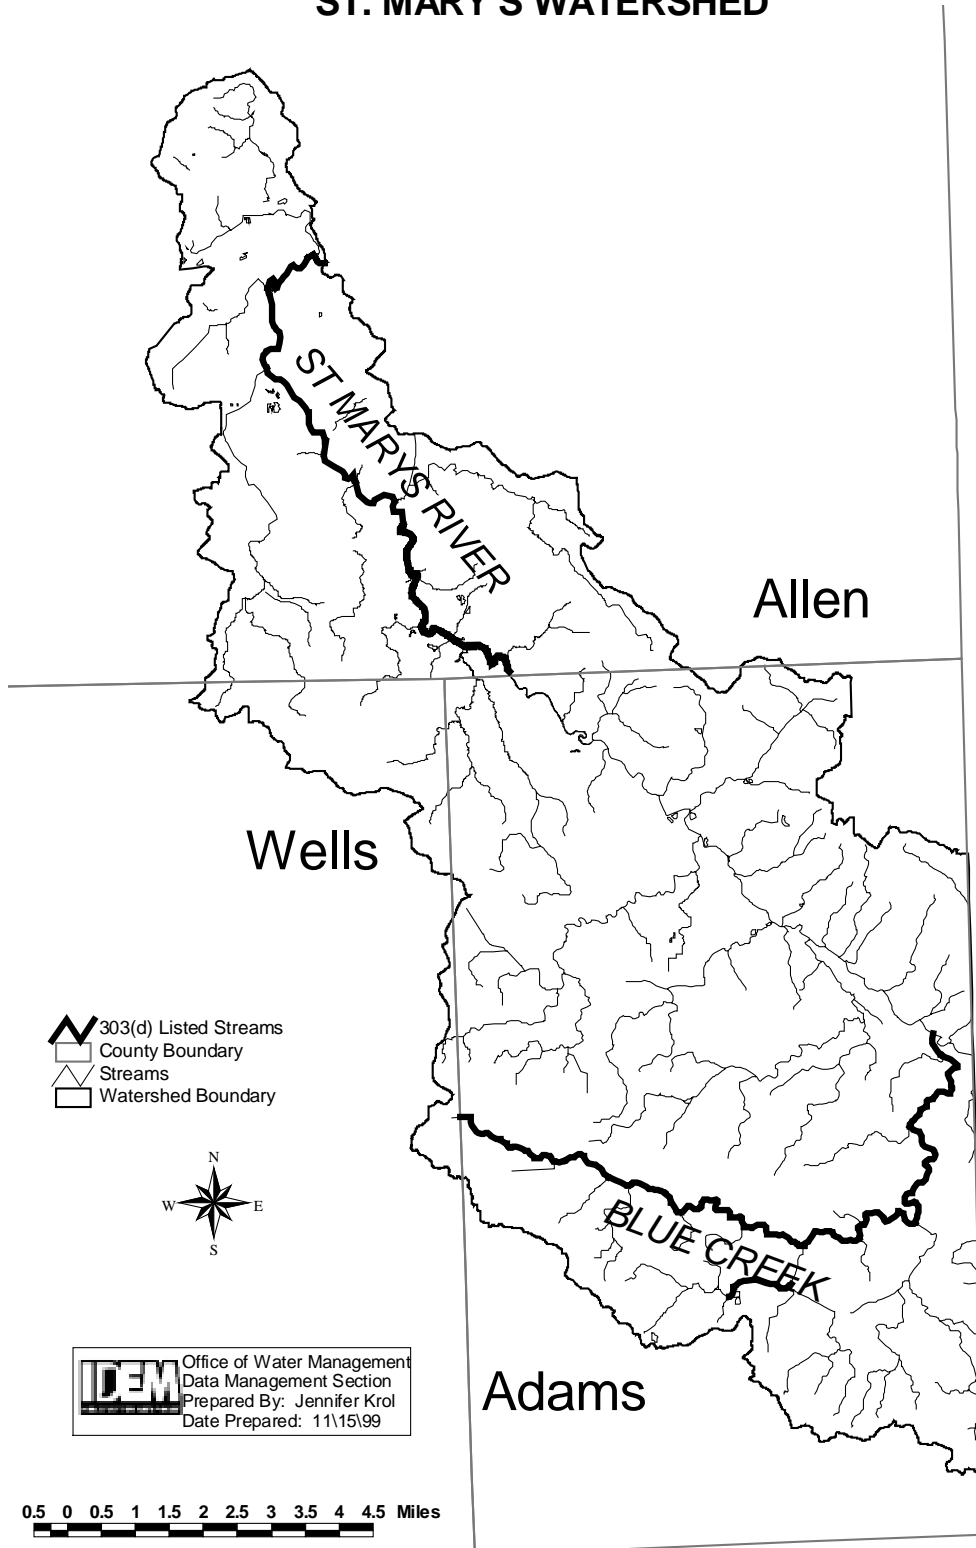 ST. MARY'S WATERSHED
ST MARYS RIVER
Allen
Wells
303(d) Listed Streams
County Boundary
Streams
Watershed Boundary
N
W E
S
BLUE CREEK
IDEM
Office of Water Management
Data Management Section
Prepared By: Jennifer Krol
Date Prepared: 11\15\99
Adams
0.5 0 0.5 1 1.5 2 2.5 3 3.5 4 4.5 Miles